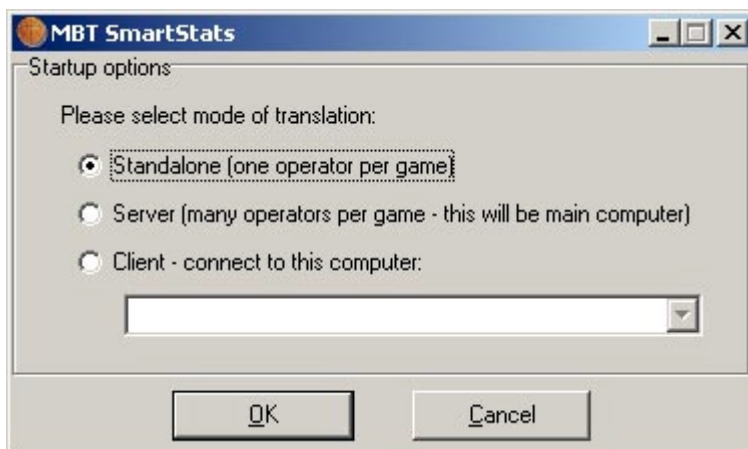 MBT SmartStats
Startup options
Please select mode of translation:
Standalone (one operator per game)
Server (many operators per game - this will be main computer)
Client - connect to this computer:
OK Cancel